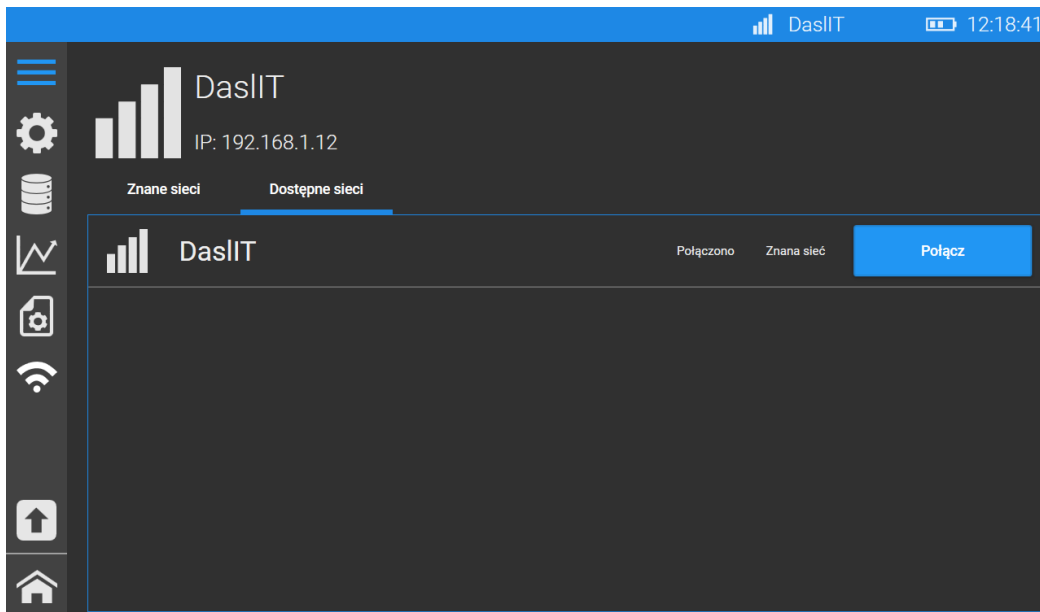 DaslIT 12:18:41
DaslIT
IP: 192.168.1.12
Znane sieci Dostępne sieci
DaslIT Połączono Znana sieć Połącz